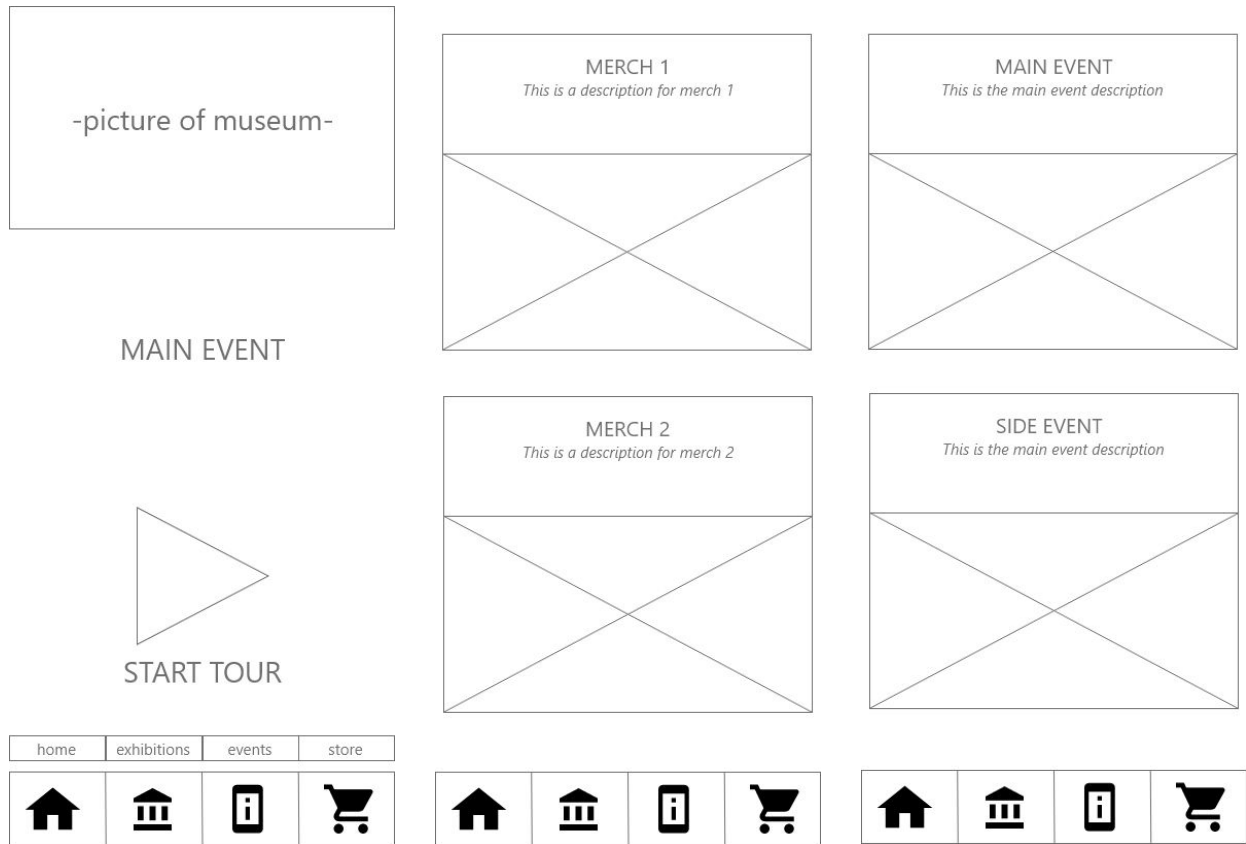 -picture of museum-
MAIN EVENT
START TOUR
home
exhibitions
events
store
MERCH 1
This is a description for merch 1
MERCH 2
This is a description for merch 2
MAIN EVENT
This is the main event description
SIDE EVENT
This is the main event description